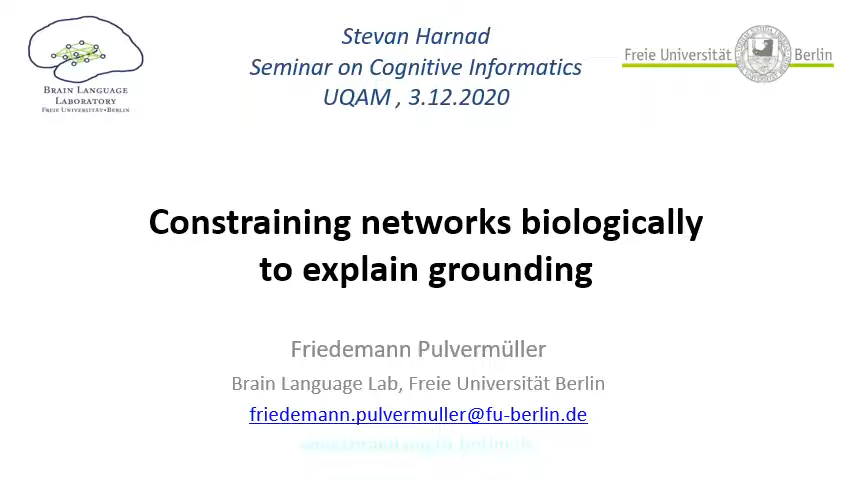 Stevan Harnad
Seminar on Cognitive Informatics
UQAM , 3.12.2020
BRAIN LANGUAGE
LABORATORY
FREIE UNIVERSITÄT•BERLIN
Freie Universität Berlin
Constraining networks biologically
to explain grounding
Friedemann Pulvermüller
Brain Language Lab, Freie Universität Berlin
friedemann.pulvermuller@fu-berlin.de